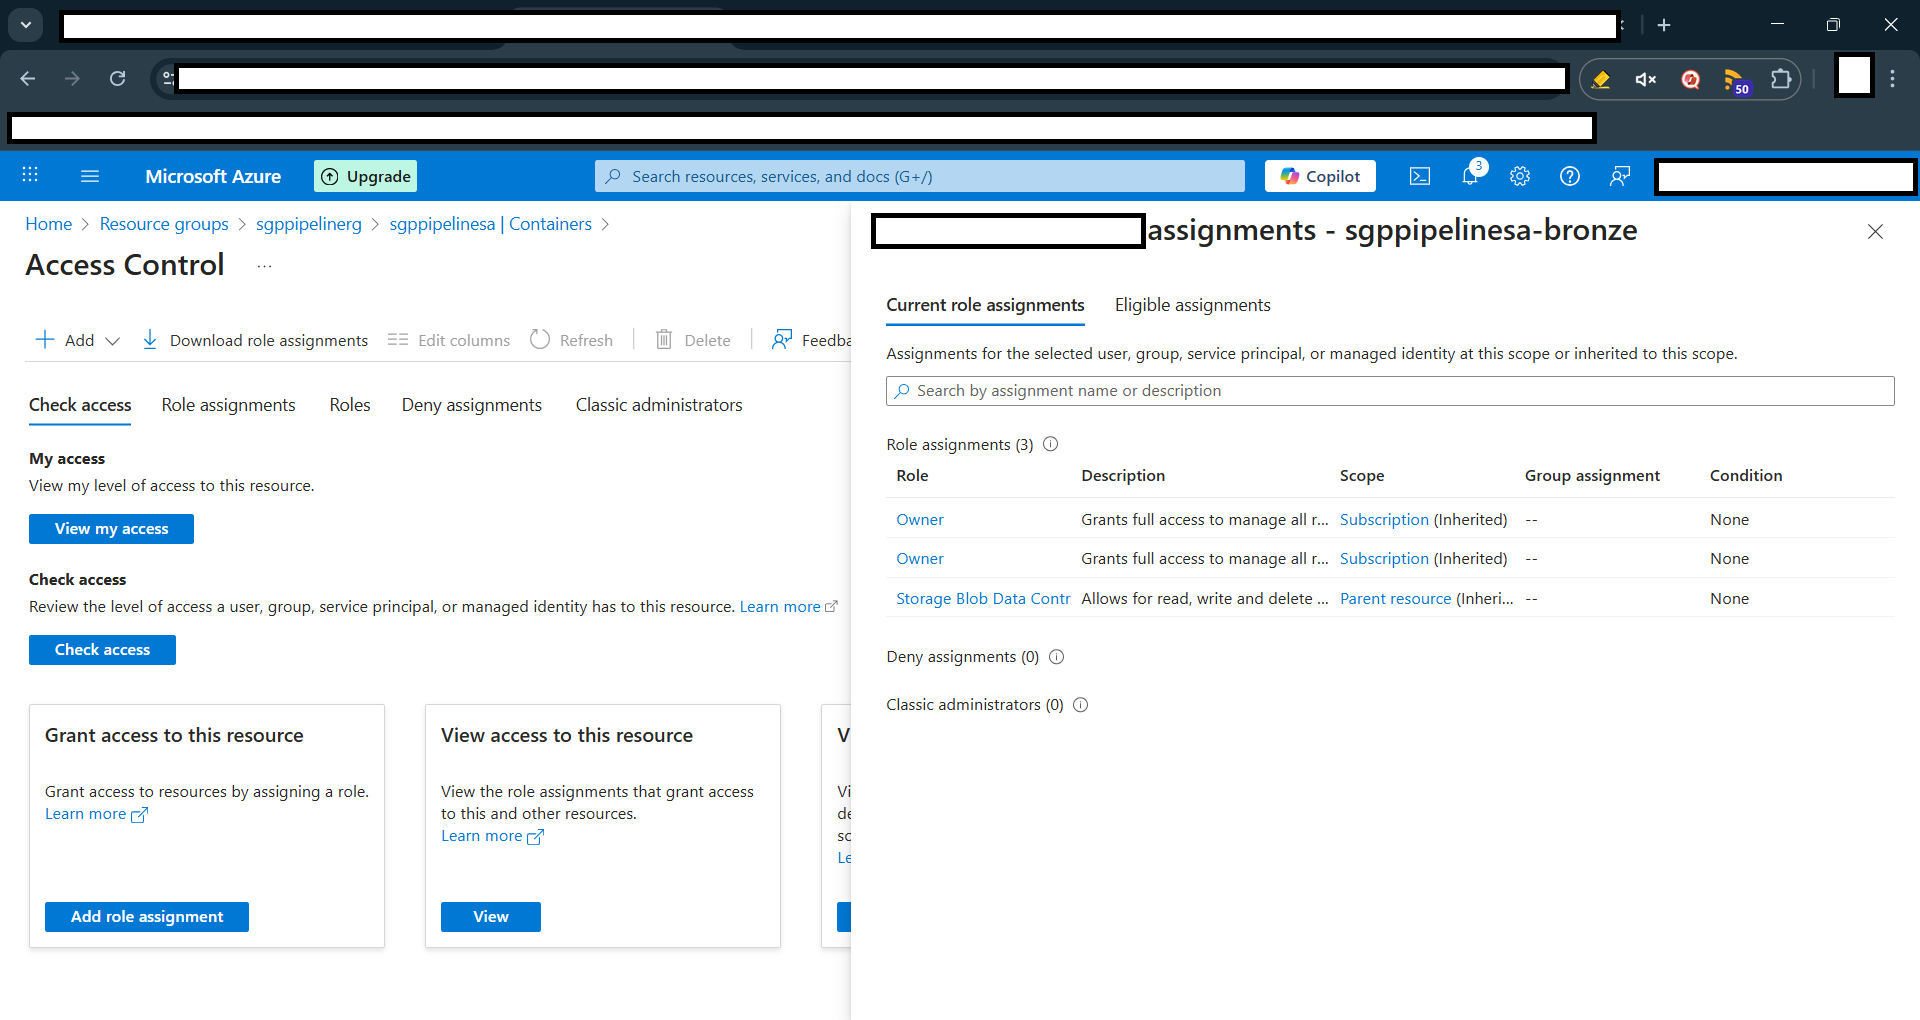 50
Microsoft Azure
Upgrade
Search resources, services, and docs (G+/)
Copilot
3
Home > Resource groups > sgppipelinerg > sgppipelinesa | Containers >
Access Control ...
Add
Download role assignments
Edit columns
Refresh
Delete
Feedba
Check access
Role assignments
Roles
Deny assignments
Classic administrators
My access
View my level of access to this resource.
View my access
Check access
Review the level of access a user, group, service principal, or managed identity has to this resource. Learn more
Check access
Grant access to this resource
Grant access to resources by assigning a role.
Learn more
Add role assignment
View access to this resource
View the role assignments that grant access
to this and other resources.
Learn more
View
V
Vi
de
sc
Le
assignments - sgppipelinesa-bronze
Current role assignments
Eligible assignments
Assignments for the selected user, group, service principal, or managed identity at this scope or inherited to this scope.
Search by assignment name or description
Role assignments (3)
Role Description Scope Group assignment Condition
Owner Grants full access to manage all r... Subscription (Inherited) -- None
Owner Grants full access to manage all r... Subscription (Inherited) -- None
Storage Blob Data Contr Allows for read, write and delete ... Parent resource (Inheri... -- None
Deny assignments (0)
Classic administrators (0)